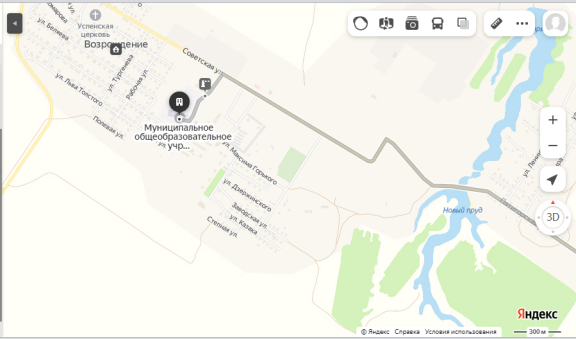 Успенская
церковь
Возрождение
ул. Беляева
ул. Тургенева
Рабочая ул.
ул. Льва Толстого
Полевая ул.
Советская ул.
Муниципальное
общеобразовательное
учр...
ул. Максима Горького
ул. Дзержинского
Заводская ул.
ул. Казака
Степная ул.
Новый пруд
3D
Яндекс
© Яндекс Справка Условия использования
300 м